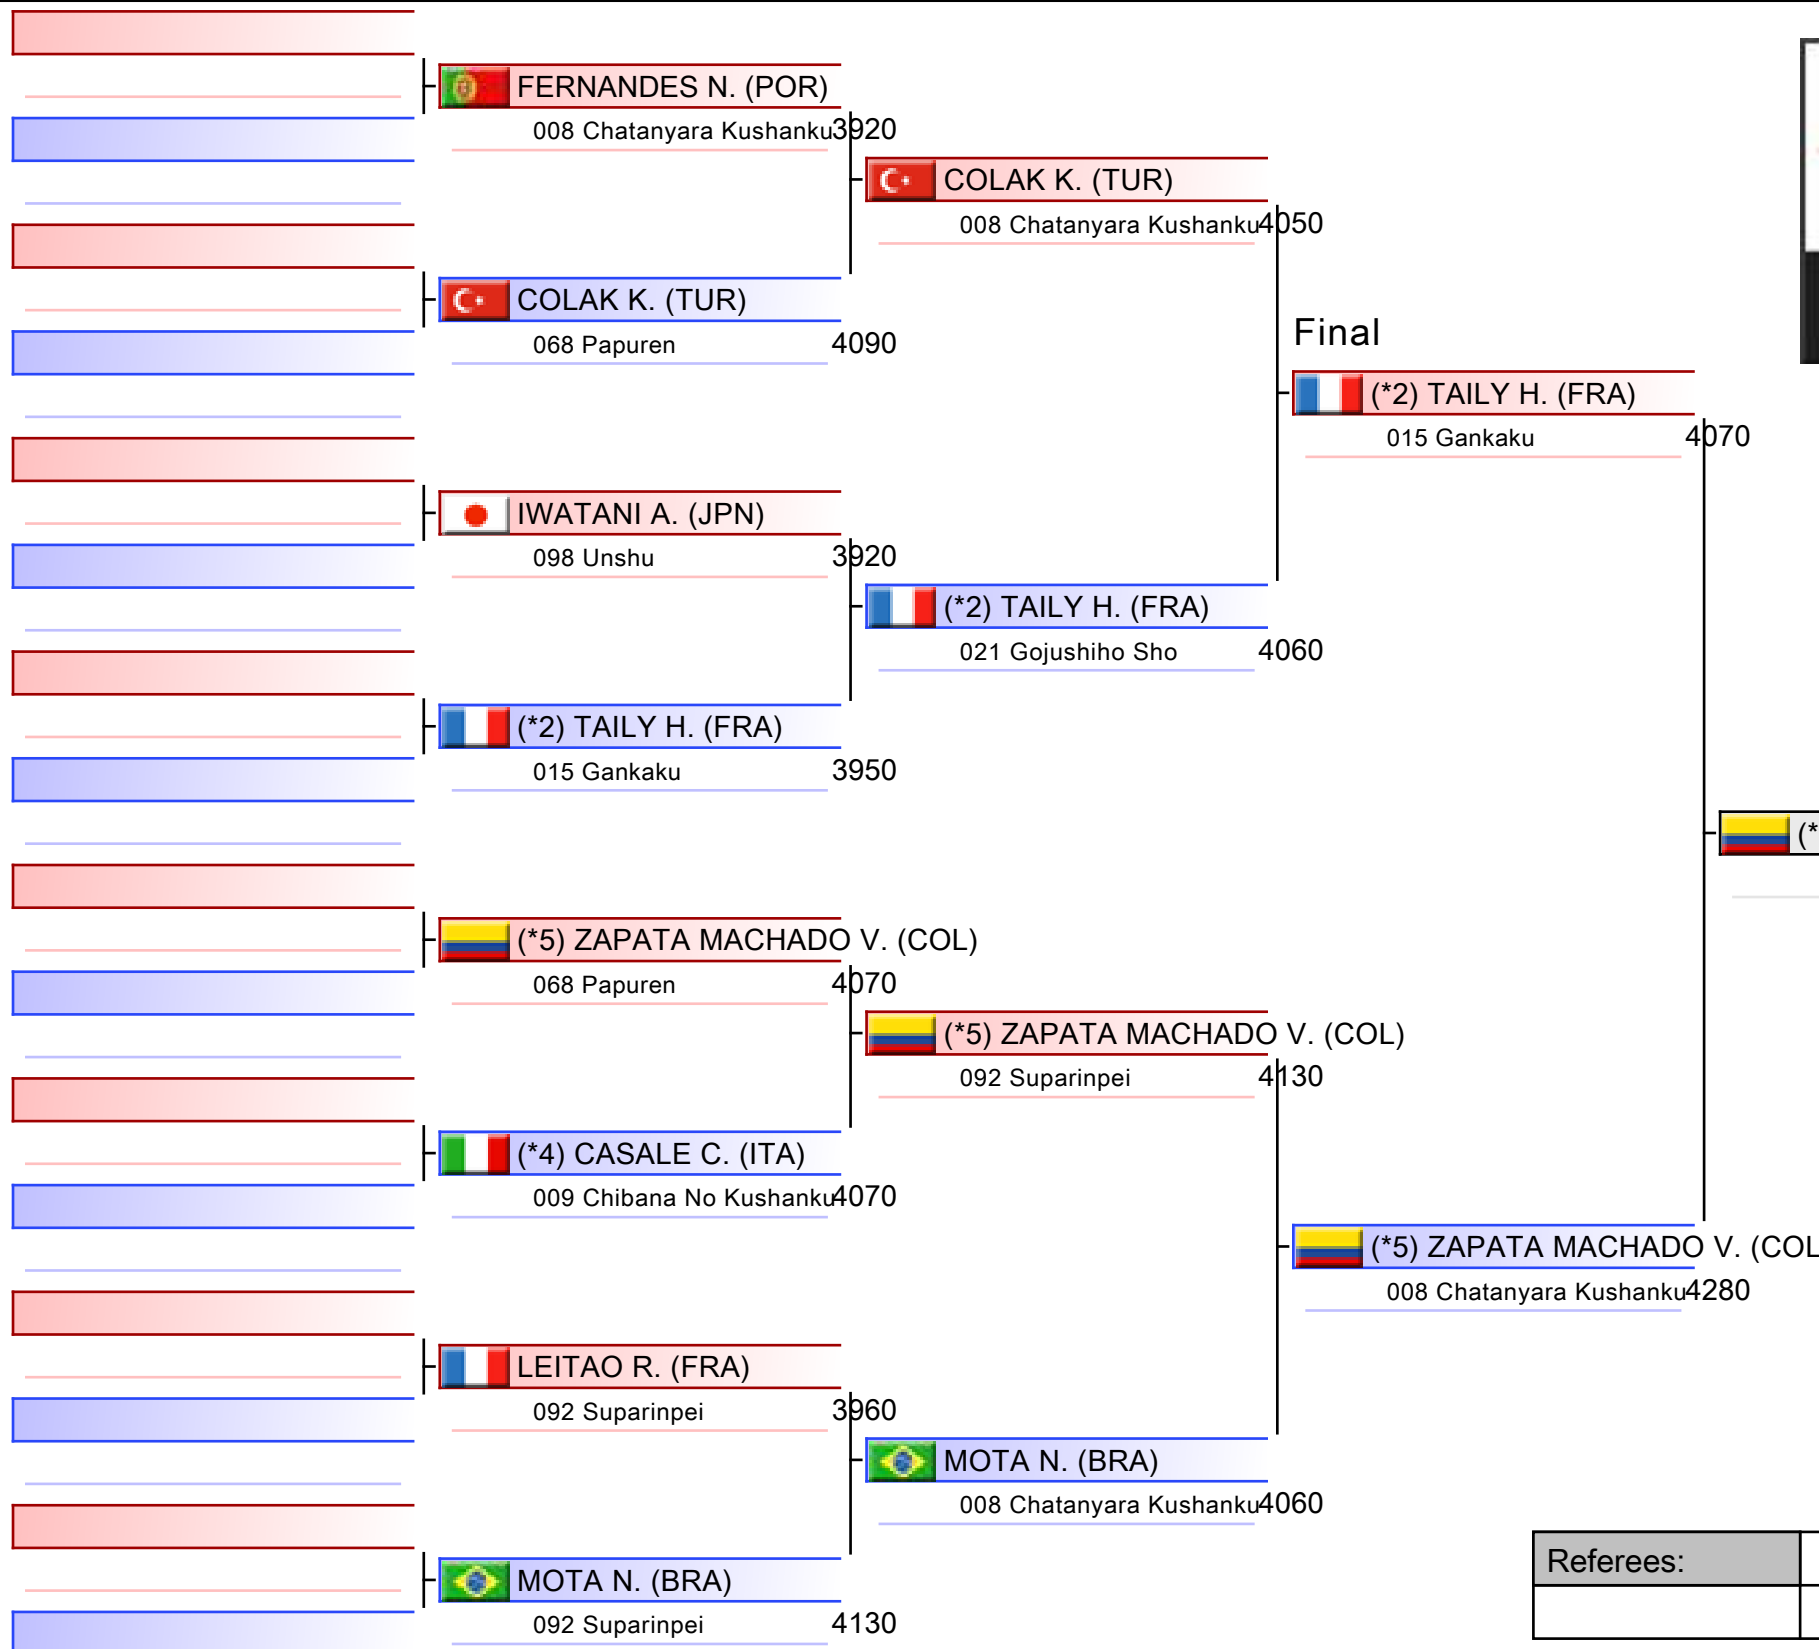 FERNANDES N. (POR)
008 Chatanyara Kushanku 3920
COLAK K. (TUR)
068 Papuren 4090
IWATANI A. (JPN)
098 Unshu 3920
(*2) TAILY H. (FRA)
015 Gankaku 3950
(*5) ZAPATA MACHADO V. (COL)
068 Papuren 4070
(*4) CASALE C. (ITA)
009 Chibana No Kushanku 4070
LEITAO R. (FRA)
092 Suparinpei 3960
MOTA N. (BRA)
092 Suparinpei 4130
COLAK K. (TUR)
008 Chatanyara Kushanku 4050
(*2) TAILY H. (FRA)
021 Gojushiho Sho 4060
(*5) ZAPATA MACHADO V. (COL)
092 Suparinpei 4130
MOTA N. (BRA)
008 Chatanyara Kushanku 4060
Final
(*2) TAILY H. (FRA)
015 Gankaku 4070
(*5) ZAPATA MACHADO V. (COL
008 Chatanyara Kushanku 4280
(*
Referees: